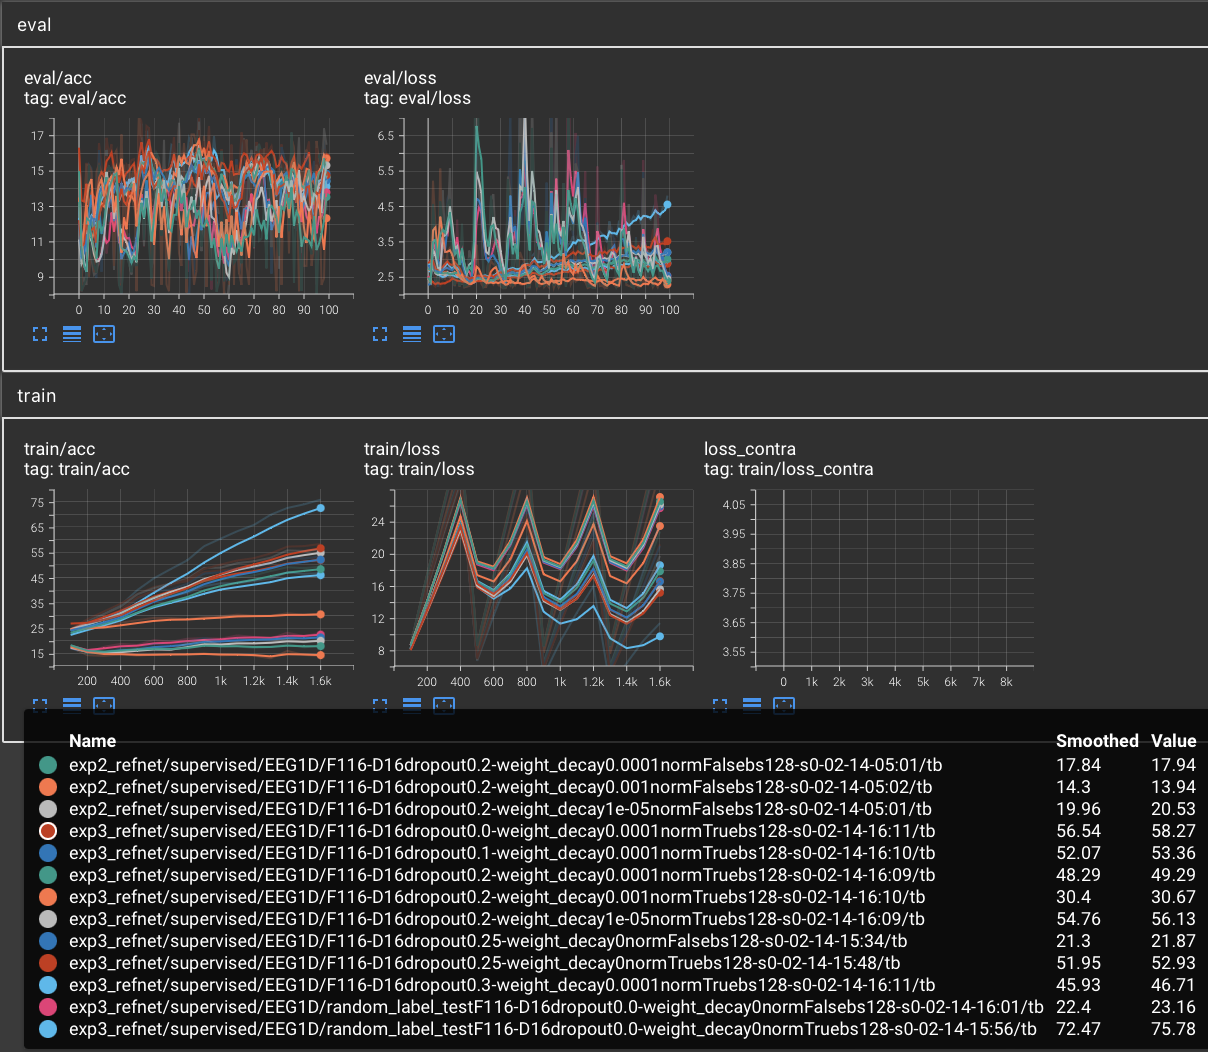 eval
eval/acc
tag: eval/acc
eval/loss
tag: eval/loss
17
15
13
11
9
0 10 20 30 40 50 60 70 80 90 100
6.5
5.5
4.5
3.5
2.5
0 10 20 30 40 50 60 70 80 90 100
train
train/acc
tag: train/acc
train/loss
tag: train/loss
loss_contra
tag: train/loss_contra
75
65
55
45
35
25
15
200 400 600 800 1k 1.2k 1.4k 1.6k
24
20
16
12
8
200 400 600 800 1k 1.2k 1.4k 1.6k
4.05
3.95
3.85
3.75
3.65
3.55
0 1k 2k 3k 4k 5k 6k 7k 8k
Name Smoothed Value
exp2_refnet/supervised/EEG1D/F116-D16dropout0.2-weight_decay0.0001normFalsebs128-s0-02-14-05:01/tb 17.84 17.94
exp2_refnet/supervised/EEG1D/F116-D16dropout0.2-weight_decay0.001normFalsebs128-s0-02-14-05:02/tb 14.3 13.94
exp2_refnet/supervised/EEG1D/F116-D16dropout0.2-weight_decay1e-05normFalsebs128-s0-02-14-05:01/tb 19.96 20.53
exp3_refnet/supervised/EEG1D/F116-D16dropout0.0-weight_decay0.0001normTruebs128-s0-02-14-16:11/tb 56.54 58.27
exp3_refnet/supervised/EEG1D/F116-D16dropout0.1-weight_decay0.0001normTruebs128-s0-02-14-16:10/tb 52.07 53.36
exp3_refnet/supervised/EEG1D/F116-D16dropout0.2-weight_decay0.0001normTruebs128-s0-02-14-16:09/tb 48.29 49.29
exp3_refnet/supervised/EEG1D/F116-D16dropout0.2-weight_decay0.001normTruebs128-s0-02-14-16:10/tb 30.4 30.67
exp3_refnet/supervised/EEG1D/F116-D16dropout0.2-weight_decay1e-05normTruebs128-s0-02-14-16:09/tb 54.76 56.13
exp3_refnet/supervised/EEG1D/F116-D16dropout0.25-weight_decay0normFalsebs128-s0-02-14-15:34/tb 21.3 21.87
exp3_refnet/supervised/EEG1D/F116-D16dropout0.25-weight_decay0normTruebs128-s0-02-14-15:48/tb 51.95 52.93
exp3_refnet/supervised/EEG1D/F116-D16dropout0.3-weight_decay0.0001normTruebs128-s0-02-14-16:11/tb 45.93 46.71
exp3_refnet/supervised/EEG1D/random_label_testF116-D16dropout0.0-weight_decay0normFalsebs128-s0-02-14-16:01/tb 22.4 23.16
exp3_refnet/supervised/EEG1D/random_label_testF116-D16dropout0.0-weight_decay0normTruebs128-s0-02-14-15:56/tb 72.47 75.78